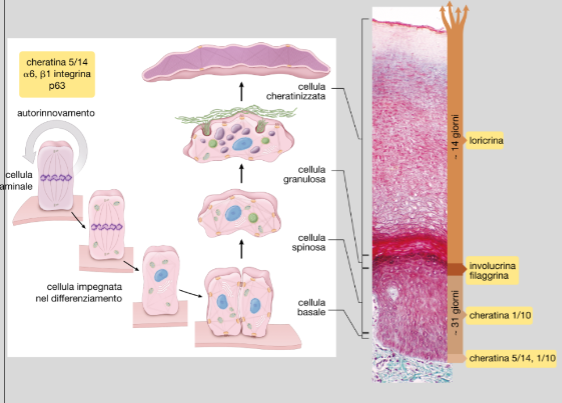 cheratina 5/14
α6, β1 integrina
p63
autorinnovamento
cellula
aminale
cellula impegnata
nel differenziamento
cellula
cheratinizzata
cellula
granulosa
cellula
spinosa
cellula
basale
~ 14 giorni
~ 31 giorni
loricrina
involucrina
filaggrina
cheratina 1/10
cheratina 5/14, 1/10